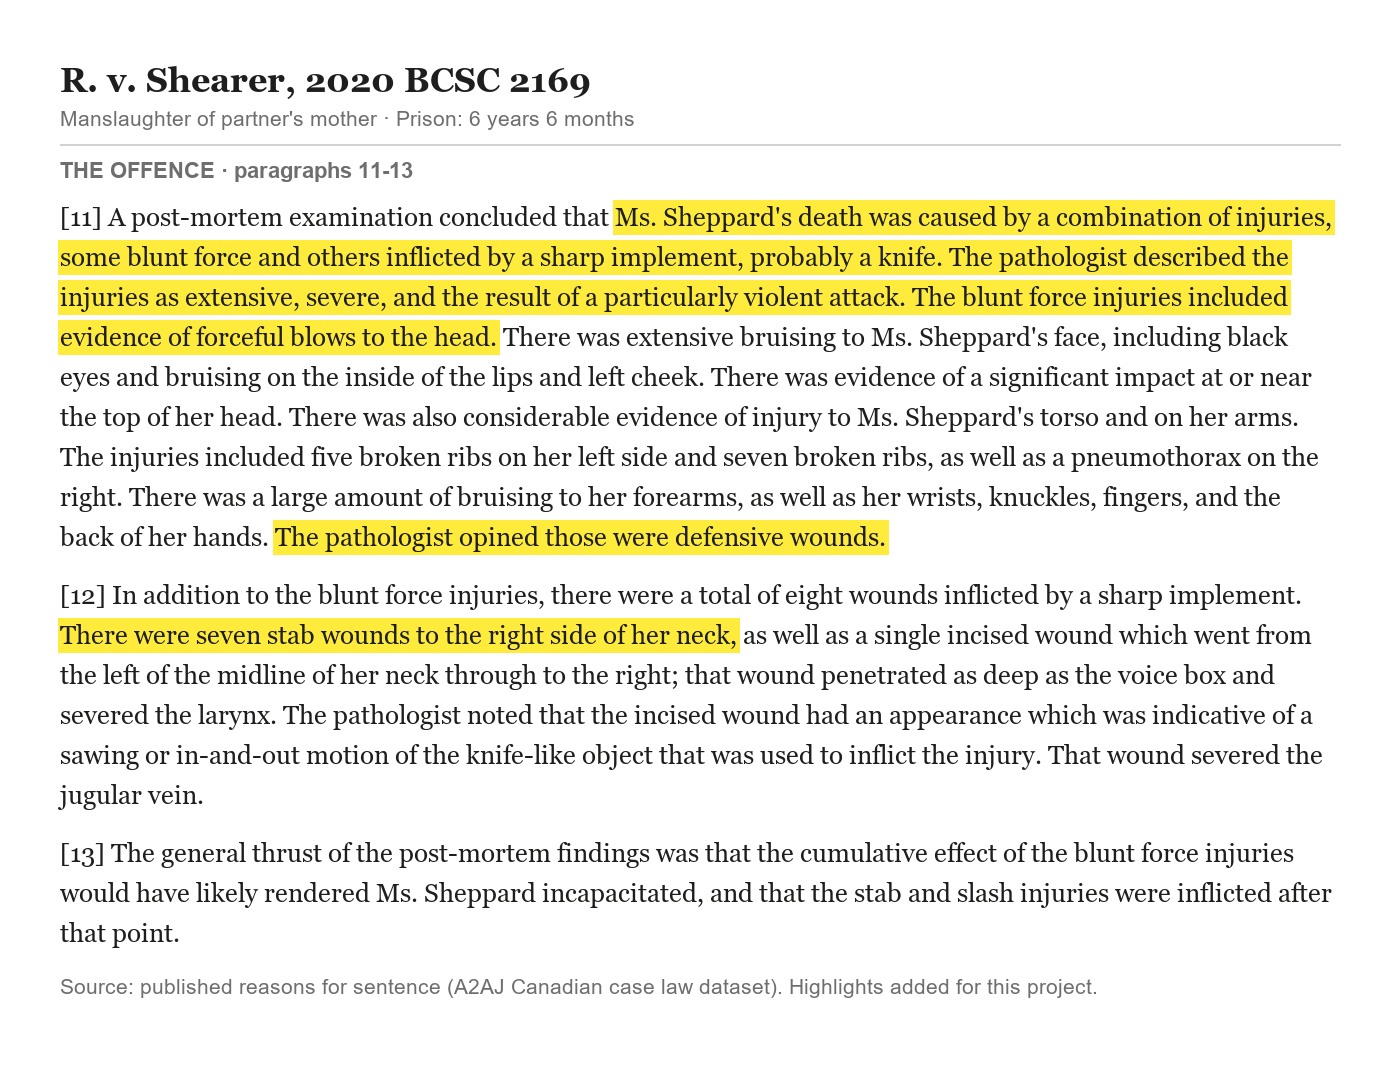 R. v. Shearer, 2020 BCSC 2169
Manslaughter of partner's mother · Prison: 6 years 6 months
THE OFFENCE · paragraphs 11-13
[11] A post-mortem examination concluded that Ms. Sheppard's death was caused by a combination of injuries,
some blunt force and others inflicted by a sharp implement, probably a knife. The pathologist described the
injuries as extensive, severe, and the result of a particularly violent attack. The blunt force injuries included
evidence of forceful blows to the head. There was extensive bruising to Ms. Sheppard's face, including black
eyes and bruising on the inside of the lips and left cheek. There was evidence of a significant impact at or near
the top of her head. There was also considerable evidence of injury to Ms. Sheppard's torso and on her arms.
The injuries included five broken ribs on her left side and seven broken ribs, as well as a pneumothorax on the
right. There was a large amount of bruising to her forearms, as well as her wrists, knuckles, fingers, and the
back of her hands. The pathologist opined those were defensive wounds.
[12] In addition to the blunt force injuries, there were a total of eight wounds inflicted by a sharp implement.
There were seven stab wounds to the right side of her neck, as well as a single incised wound which went from
the left of the midline of her neck through to the right; that wound penetrated as deep as the voice box and
severed the larynx. The pathologist noted that the incised wound had an appearance which was indicative of a
sawing or in-and-out motion of the knife-like object that was used to inflict the injury. That wound severed the
jugular vein.
[13] The general thrust of the post-mortem findings was that the cumulative effect of the blunt force injuries
would have likely rendered Ms. Sheppard incapacitated, and that the stab and slash injuries were inflicted after
that point.
Source: published reasons for sentence (A2AJ Canadian case law dataset). Highlights added for this project.